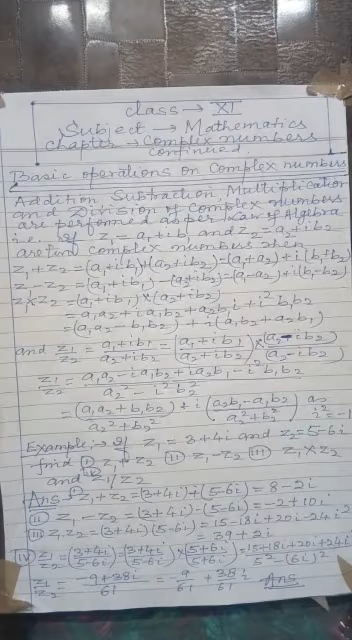 class → XI
Subject → Mathematics
chapter → Complex numbers
continued
Basic operations on Complex numbers
Addition, Subtraction, Multiplication
and Division of Complex numbers
are performed as per Law of Algebra
i.e. If z₁ = a₁+ib₁ and z₂ = a₂+ib₂
are two complex numbers then
z₁+z₂ = (a₁+ib₁)+(a₂+ib₂) = (a₁+a₂)+i(b₁+b₂)
z₁-z₂ = (a₁+ib₁)-(a₂+ib₂) = (a₁-a₂)+i(b₁-b₂)
z₁×z₂ = (a₁+ib₁)×(a₂+ib₂)
= a₁a₂+ia₁b₂+a₂b₁i+i²b₁b₂
= (a₁a₂-b₁b₂)+i(a₁b₂+a₂b₁)
and z₁/z₂ = a₁+ib₁/a₂+ib₂ = (a₁+ib₁/a₂+ib₂)×(a₂-ib₂/a₂-ib₂)
z₁/z₂ = a₁a₂-ia₁b₂+ia₂b₁-i²b₁b₂/a₂²-i²b₂²
= (a₁a₂+b₁b₂)/a₂²+b₂² + i(a₂b₁-a₁b₂/a₂²+b₂²) as i²=-1
Example:→ If z₁ = 3+4i and z₂ = 5-6i
find (i) z₁+z₂ (ii) z₁-z₂ (iii) z₁×z₂
and (iv) z₁/z₂
Ans (i) z₁+z₂ = (3+4i)+(5-6i) = 8-2i
(ii) z₁-z₂ = (3+4i)-(5-6i) = -2+10i
(iii) z₁z₂ = (3+4i)(5-6i) = 15-18i+20i-24i²
= 39+2i
(iv) z₁/z₂ = (3+4i)/(5-6i) = (3+4i)/(5-6i)×(5+6i)/(5+6i) = 15+18i+20i+24i²/5²-(6i)²
z₁/z₂ = -9+38i/61 = -9/61+38i/61 Ans